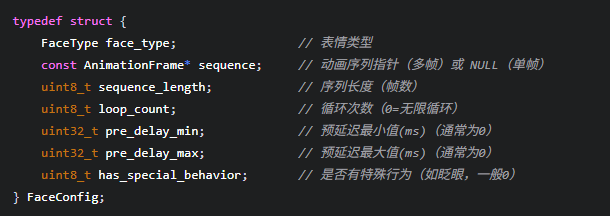 typedef struct {
FaceType face_type; // 表情类型
const AnimationFrame* sequence; // 动画序列指针（多帧）或 NULL（单帧）
uint8_t sequence_length; // 序列长度（帧数）
uint8_t loop_count; // 循环次数（0=无限循环）
uint32_t pre_delay_min; // 预延迟最小值(ms)（通常为0）
uint32_t pre_delay_max; // 预延迟最大值(ms)（通常为0）
uint8_t has_special_behavior; // 是否有特殊行为（如眨眼，一般0）
} FaceConfig;